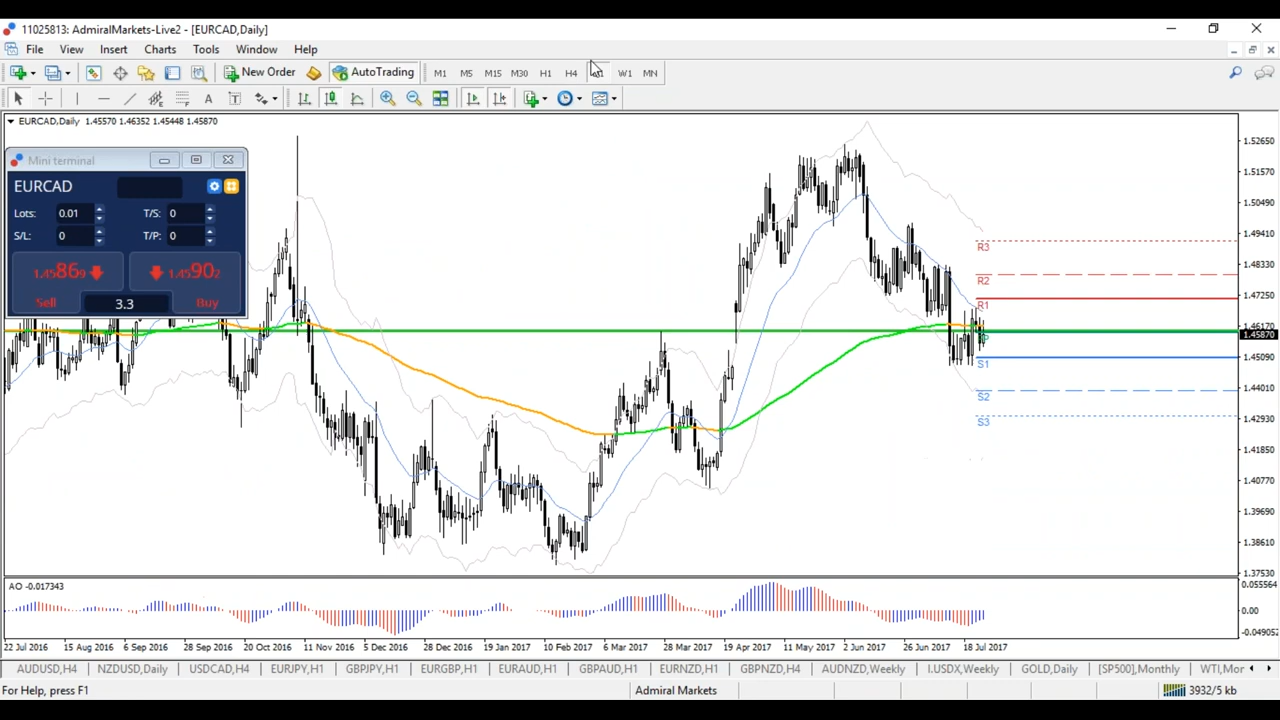 11025813: AdmiralMarkets-Live2 - [EURCAD,Daily]
File View Insert Charts Tools Window Help
New Order AutoTrading M1 M5 M15 M30 H1 H4 W1 MN
A T
EURCAD,Daily 1.45570 1.46352 1.45448 1.45870
Mini terminal
EURCAD
Lots: 0.01 T/S: 0
S/L: 0 T/P: 0
1.45869 1.45902
Sell 3.3 Buy
1.52650
1.51570
1.50490
1.49410
R3
1.48330
R2
1.47250
R1
1.46170
1.45870
1.45090
S1
1.44010
S2
1.42930
S3
1.41850
1.40770
1.39690
1.38610
1.37530
AO -0.017343
0.055564
0.00
-0.049052
22 Jul 2016 15 Aug 2016 6 Sep 2016 28 Sep 2016 20 Oct 2016 11 Nov 2016 5 Dec 2016 28 Dec 2016 19 Jan 2017 10 Feb 2017 6 Mar 2017 28 Mar 2017 19 Apr 2017 11 May 2017 2 Jun 2017 26 Jun 2017 18 Jul 2017
AUDUSD,H4 NZDUSD,Daily USDCAD,H4 EURJPY,H1 GBPJPY,H1 EURGBP,H1 EURAUD,H1 GBPAUD,H1 EURNZD,H1 GBPNZD,H4 AUDNZD,Weekly I.USDX,Weekly GOLD,Daily [SP500],Monthly WTI,Mor
For Help, press F1 Admiral Markets 3932/5 kb